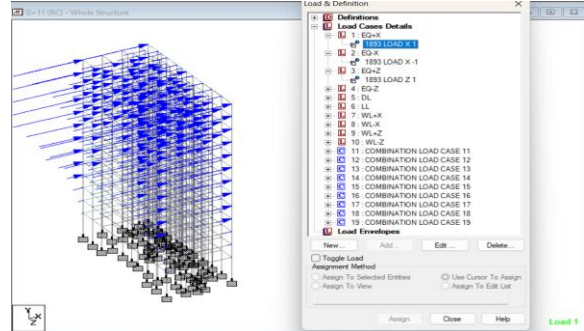 G+11 (RC) - Whole Structure
Load & Definition
Definitions
Load Cases Details
1 : EQ+X
1893 LOAD X 1
2 : EQ-X
1893 LOAD X -1
3 : EQ+Z
1893 LOAD Z 1
4 : EQ-Z
5 : DL
6 : LL
7 : WL+X
8 : WL-X
9 : WL+Z
10 : WL-Z
11 : COMBINATION LOAD CASE 11
12 : COMBINATION LOAD CASE 12
13 : COMBINATION LOAD CASE 13
14 : COMBINATION LOAD CASE 14
15 : COMBINATION LOAD CASE 15
16 : COMBINATION LOAD CASE 16
17 : COMBINATION LOAD CASE 17
18 : COMBINATION LOAD CASE 18
19 : COMBINATION LOAD CASE 19
Load Envelopes
New... Add... Edit ... Delete...
Toggle Load
Assignment Method
Assign To Selected Entities Use Cursor To Assign
Assign To View Assign To Edit List
Assign Close Help
Y X Z
Load 1